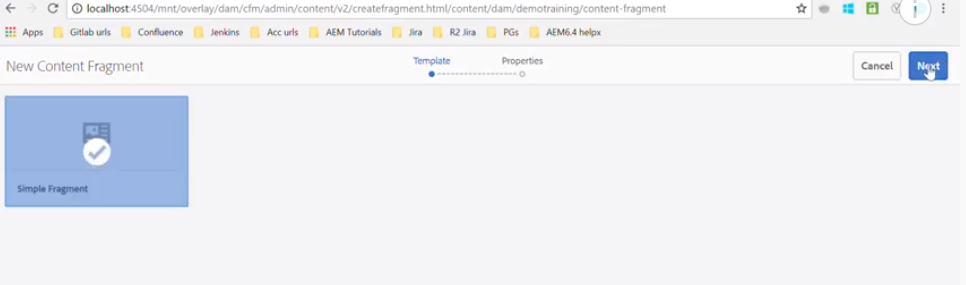 localhost:4504/mnt/overlay/dam/cfm/admin/content/v2/createfragment.html/content/dam/demotraining/content-fragment
Apps Gitlab urls Confluence Jenkins Acc urls AEM Tutorials Jira R2 Jira PGs AEM6.4 helpx
New Content Fragment Template Properties Cancel Next
Simple Fragment